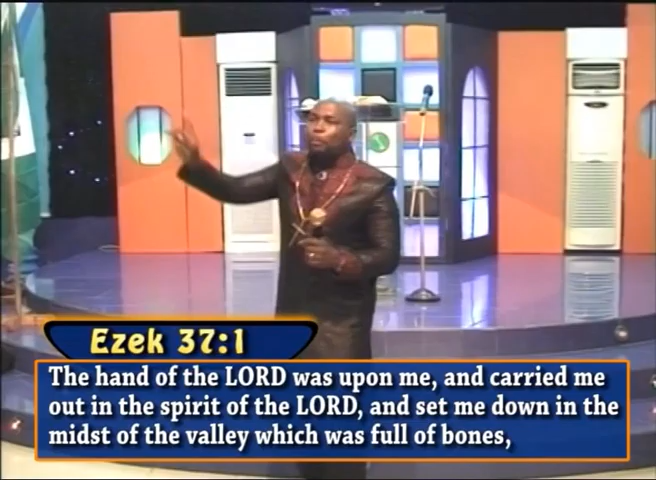 Ezek 37:1
The hand of the LORD was upon me, and carried me
out in the spirit of the LORD, and set me down in the
midst of the valley which was full of bones,